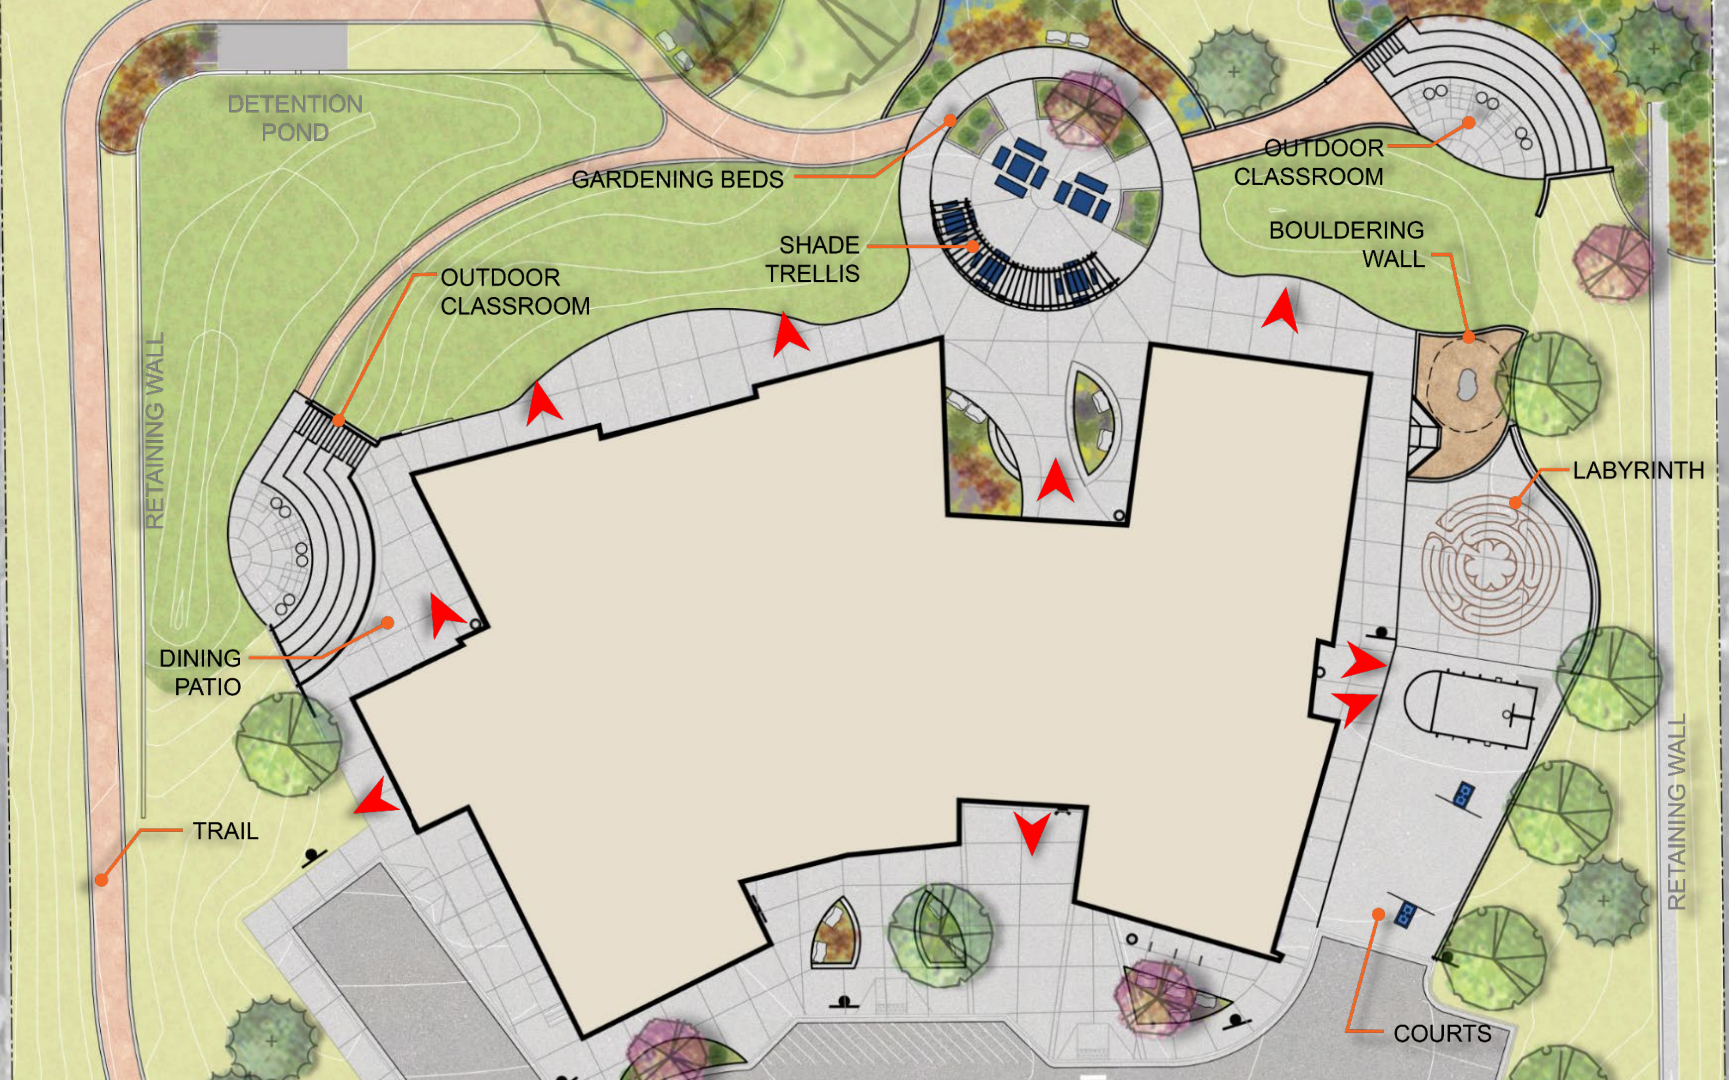 DETENTION
POND
GARDENING BEDS
OUTDOOR
CLASSROOM
SHADE
TRELLIS
BOULDERING
WALL
OUTDOOR
CLASSROOM
RETAINING WALL
LABYRINTH
DINING
PATIO
TRAIL
RETAINING WALL
COURTS